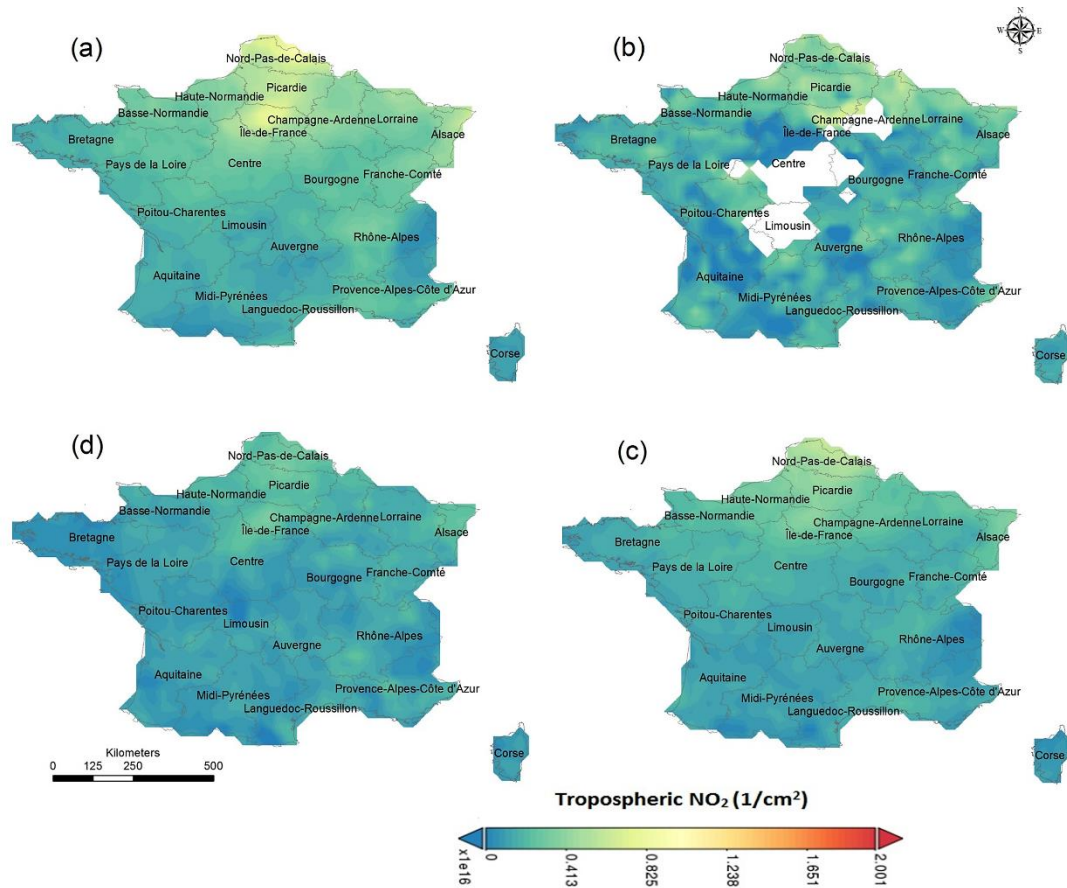 (a)
Nord-Pas-de-Calais
Picardie
Haute-Normandie
Basse-Normandie
Champagne-Ardenne
Lorraine
Île-de-France
Alsace
Bretagne
Pays de la Loire
Centre
Bourgogne
Franche-Comté
Poitou-Charentes
Limousin
Rhône-Alpes
Auvergne
Aquitaine
Midi-Pyrénées
Provence-Alpes-Côte d'Azur
Languedoc-Roussillon
Corse
(b)
N
W E
S
Nord-Pas-de-Calais
Picardie
Haute-Normandie
Basse-Normandie
Champagne-Ardenne
Lorraine
Île-de-France
Alsace
Bretagne
Pays de la Loire
Centre
Bourgogne
Franche-Comté
Poitou-Charentes
Limousin
Rhône-Alpes
Auvergne
Aquitaine
Midi-Pyrénées
Provence-Alpes-Côte d'Azur
Languedoc-Roussillon
Corse
(d)
Nord-Pas-de-Calais
Picardie
Haute-Normandie
Basse-Normandie
Champagne-Ardenne
Lorraine
Île-de-France
Alsace
Bretagne
Pays de la Loire
Centre
Bourgogne
Franche-Comté
Poitou-Charentes
Limousin
Rhône-Alpes
Auvergne
Aquitaine
Midi-Pyrénées
Provence-Alpes-Côte d'Azur
Languedoc-Roussillon
Corse
Kilometers
0 125 250 500
(c)
Nord-Pas-de-Calais
Picardie
Haute-Normandie
Basse-Normandie
Champagne-Ardenne
Lorraine
Île-de-France
Alsace
Bretagne
Pays de la Loire
Centre
Bourgogne
Franche-Comté
Poitou-Charentes
Limousin
Rhône-Alpes
Auvergne
Aquitaine
Midi-Pyrénées
Provence-Alpes-Côte d'Azur
Languedoc-Roussillon
Corse
Tropospheric NO₂ (1/cm²)
x1e16 0 0.413 0.825 1.238 1.651 2.001